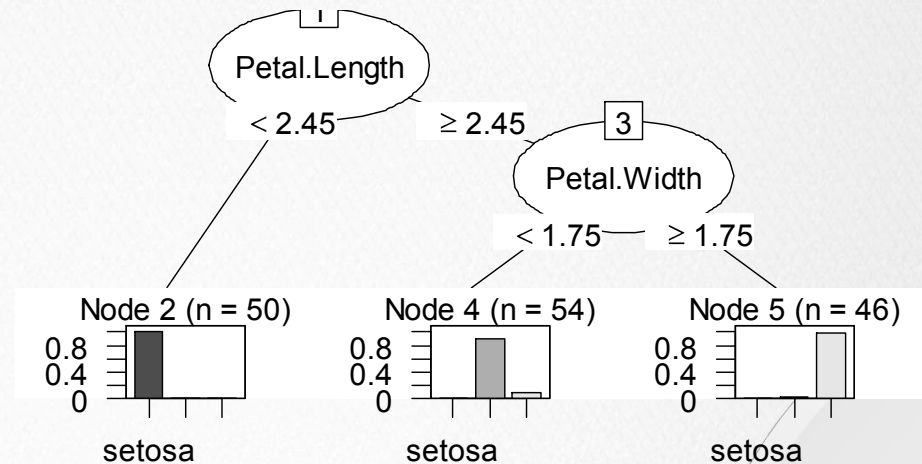 1
Petal.Length
< 2.45 ≥ 2.45
3
Petal.Width
< 1.75 ≥ 1.75
Node 2 (n = 50) Node 4 (n = 54) Node 5 (n = 46)
0.8 0.8 0.8
0.4 0.4 0.4
0 0 0
setosa setosa setosa